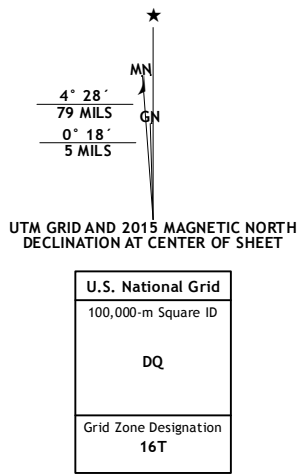 ★
MN
4° 28´
79 MILS
GN
0° 18´
5 MILS
UTM GRID AND 2015 MAGNETIC NORTH
DECLINATION AT CENTER OF SHEET
U.S. National Grid
100,000-m Square ID
DQ
Grid Zone Designation
16T